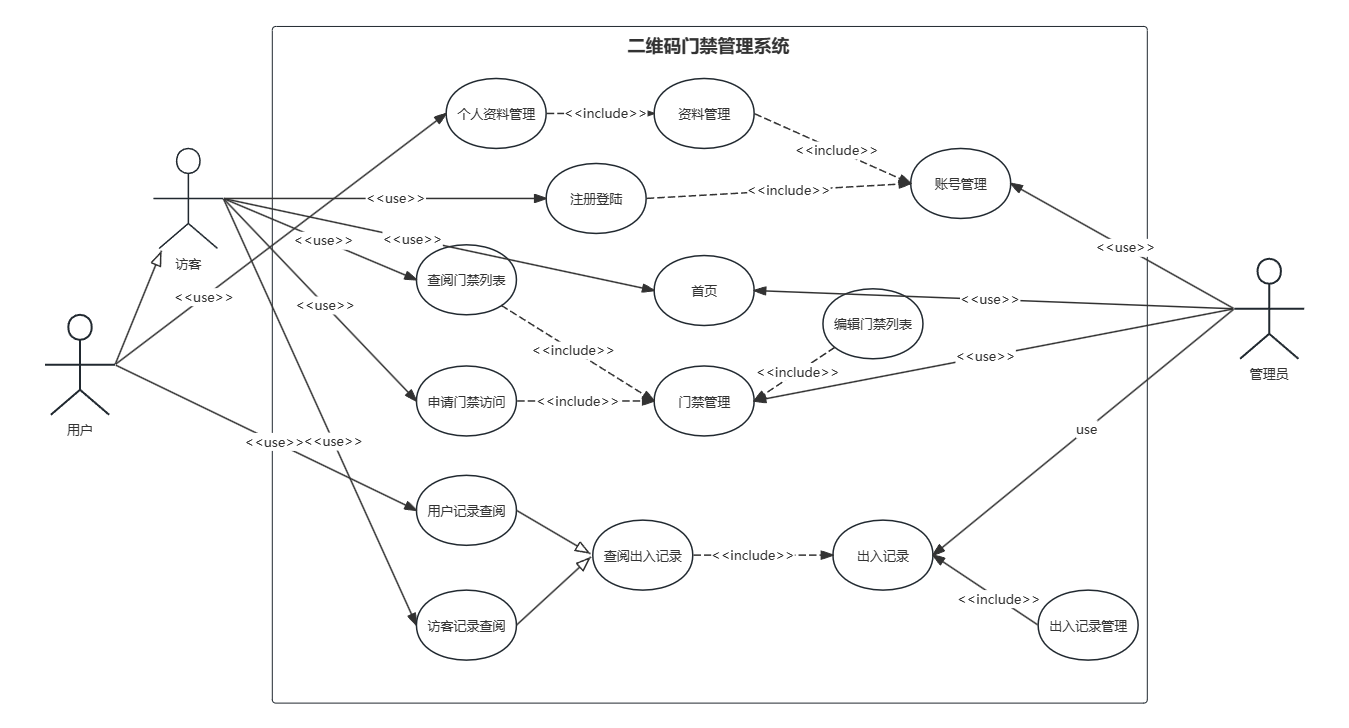 二维码门禁管理系统
个人资料管理
<<include>>
资料管理
<<include>>
账号管理
<<use>>
注册登陆
<<include>>
访客
<<use>>
<<use>>
查阅门禁列表
<<use>>
首页
<<use>>
<<use>>
<<use>>
编辑门禁列表
<<include>>
<<use>>
<<include>>
管理员
申请门禁访问
<<include>>
门禁管理
用户
<<use>>
<<use>>
use
用户记录查阅
查阅出入记录
<<include>>
出入记录
<<include>>
访客记录查阅
出入记录管理